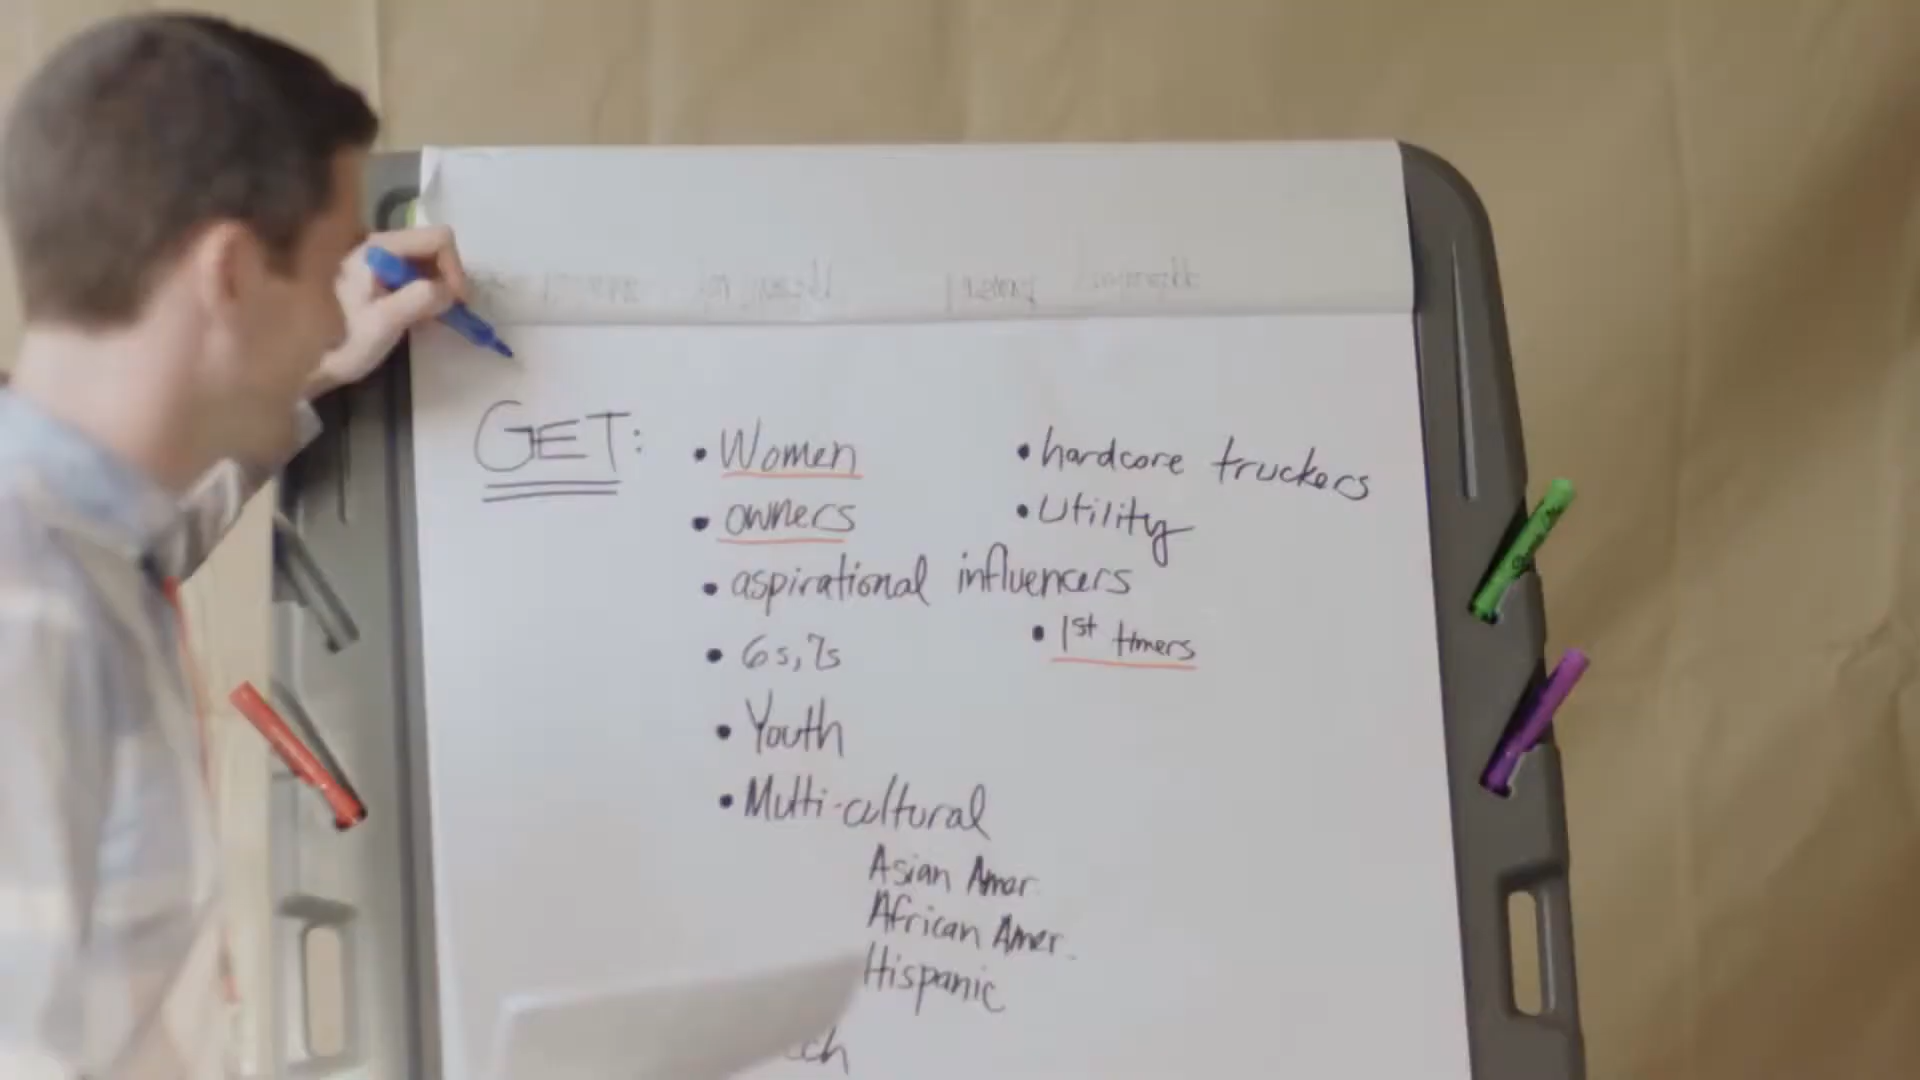 GET:
• Women
• owners
• aspirational influencers
• 6s, 7s
• Youth
• Multi-cultural
Asian Amer.
African Amer.
Hispanic
• hardcore truckers
• Utility
• 1st timers